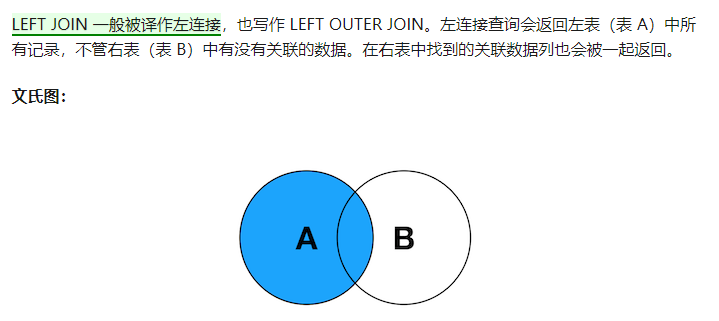 LEFT JOIN 一般被译作左连接，也写作 LEFT OUTER JOIN。左连接查询会返回左表（表 A）中所
有记录，不管右表（表 B）中有没有关联的数据。在右表中找到的关联数据列也会被一起返回。
文氏图：
A B